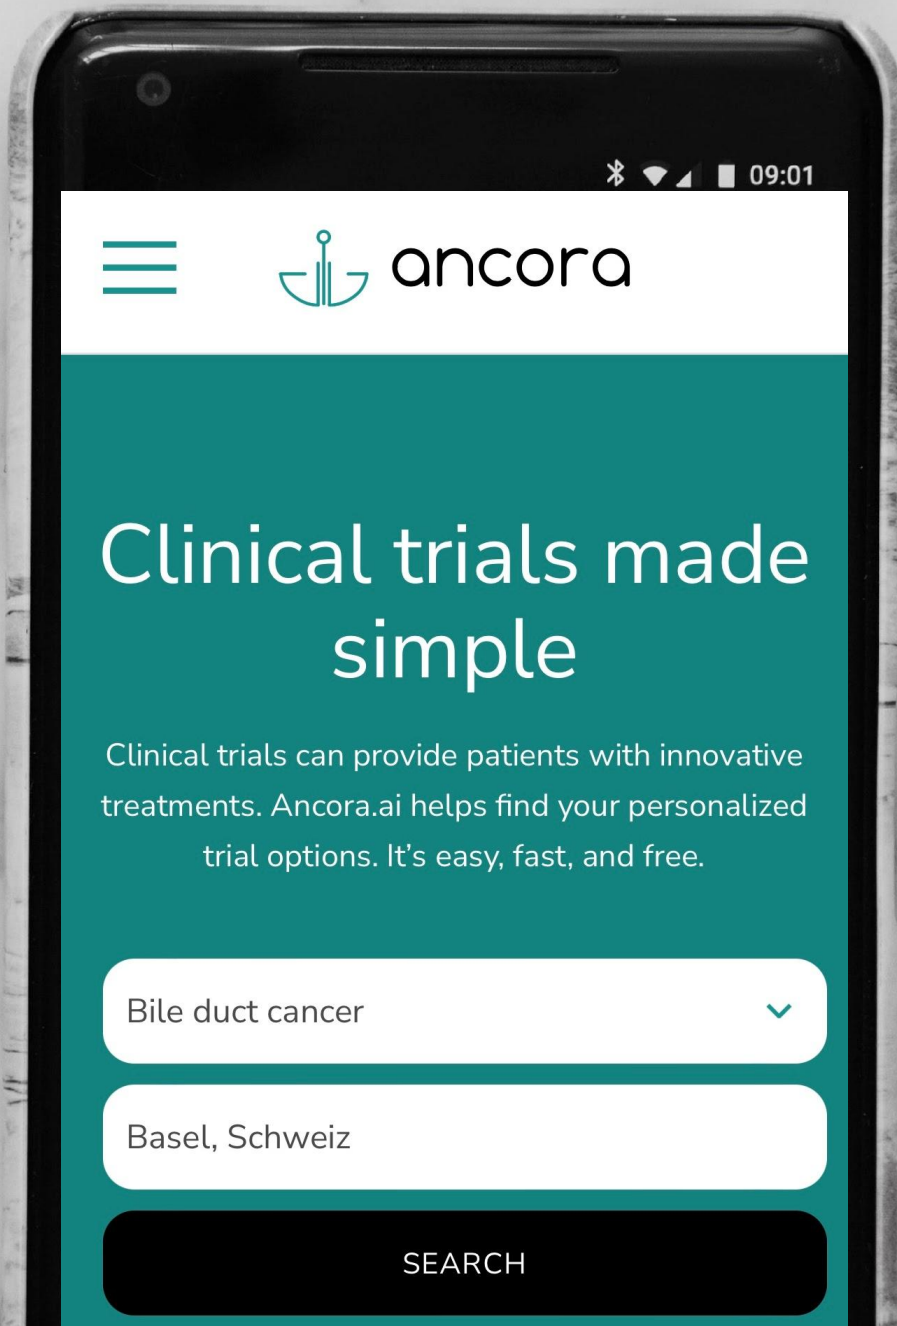 09:01
ancora
Clinical trials made
simple
Clinical trials can provide patients with innovative
treatments. Ancora.ai helps find your personalized
trial options. It’s easy, fast, and free.
Bile duct cancer
Basel, Schweiz
SEARCH